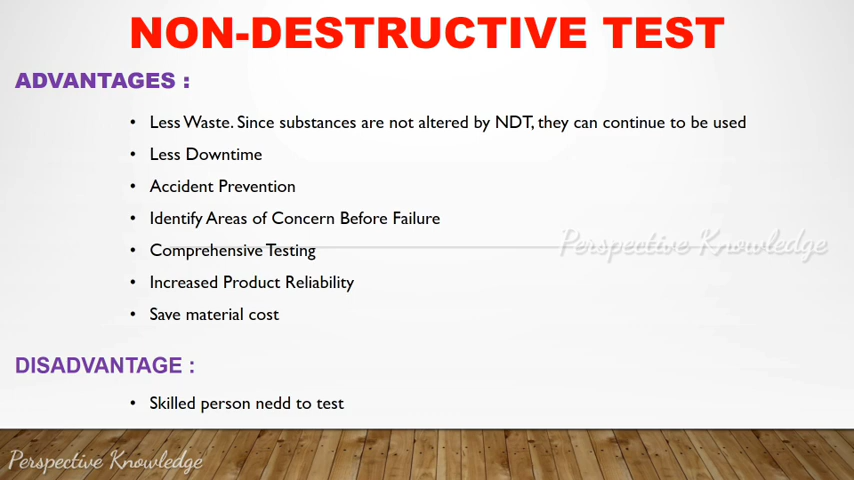 NON-DESTRUCTIVE TEST
ADVANTAGES :
• Less Waste. Since substances are not altered by NDT, they can continue to be used
• Less Downtime
• Accident Prevention
• Identify Areas of Concern Before Failure
• Comprehensive Testing
• Increased Product Reliability
• Save material cost
Perspective Knowledge
DISADVANTAGE :
• Skilled person nedd to test
Perspective Knowledge